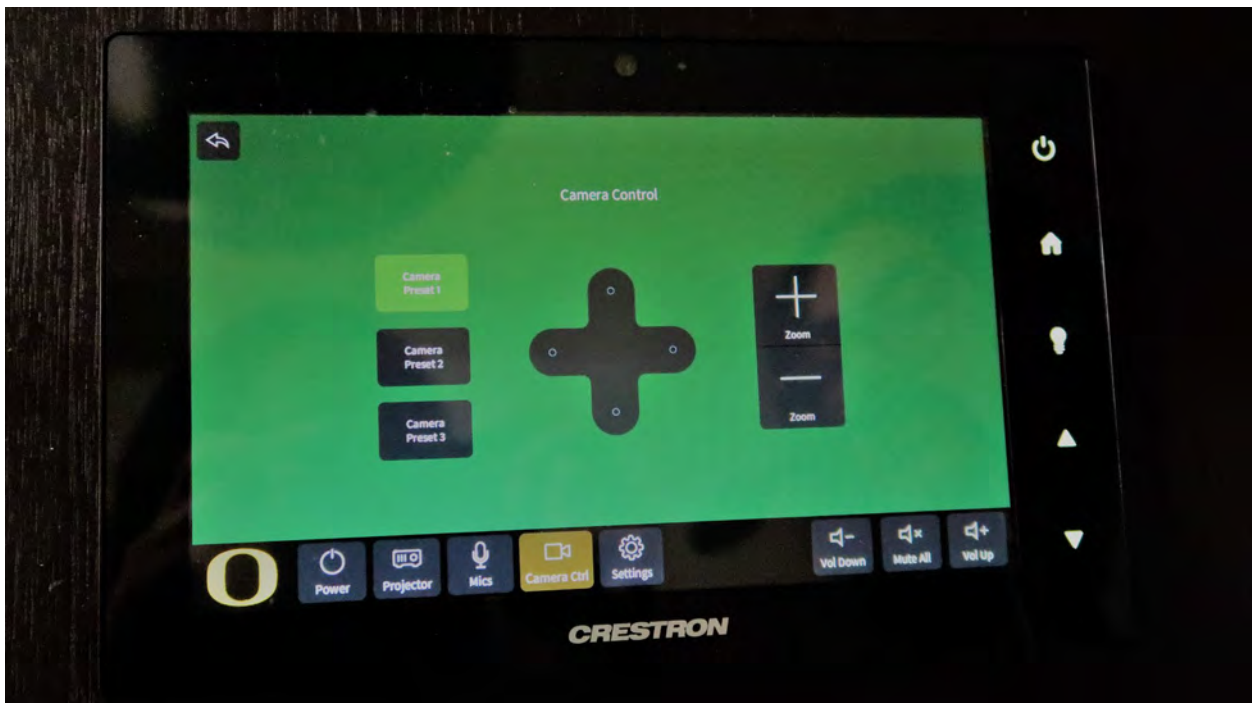 Camera Control
Camera
Preset 1
Camera
Preset 2
Camera
Preset 3
Zoom
Zoom
O
Power
Projector
Mics
Camera Ctrl
Settings
Vol Down
Mute All
Vol Up
CRESTRON